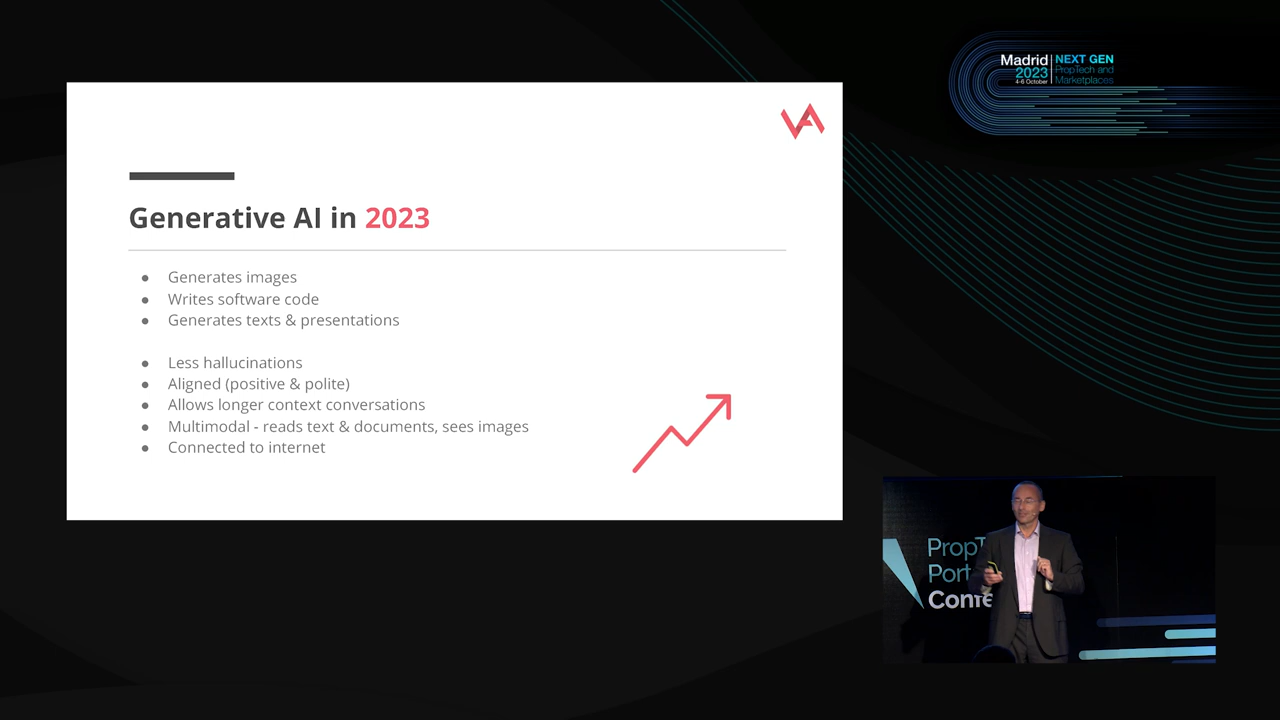 Generative AI in 2023
● Generates images
● Writes software code
● Generates texts & presentations
● Less hallucinations
● Aligned (positive & polite)
● Allows longer context conversations
● Multimodal - reads text & documents, sees images
● Connected to internet
Madrid
2023
4-6 October
NEXT GEN
PropTech and
Marketplaces
PropT
Port
Confe